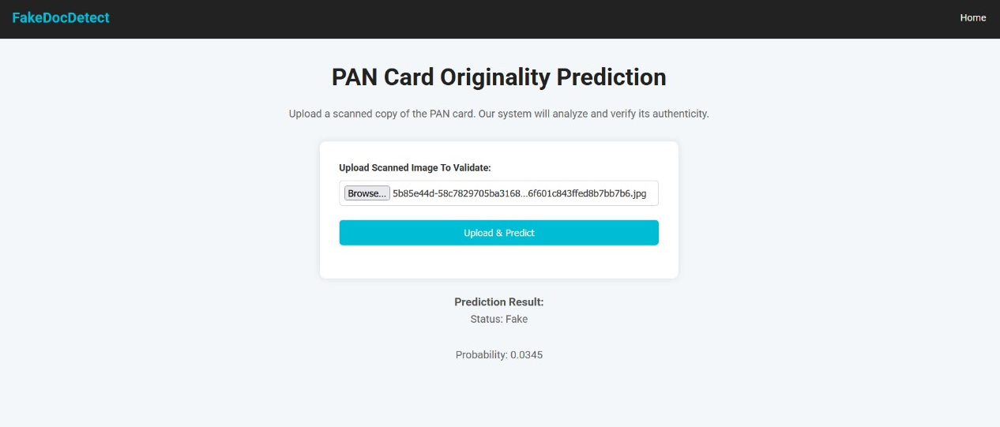 FakeDocDetect
Home
PAN Card Originality Prediction
Upload a scanned copy of the PAN card. Our system will analyze and verify its authenticity.
Upload Scanned Image To Validate:
Browse... 5b85e44d-58c7829705ba3168...6f601c843ffed8b7bb7b6.jpg
Upload & Predict
Prediction Result:
Status: Fake
Probability: 0.0345